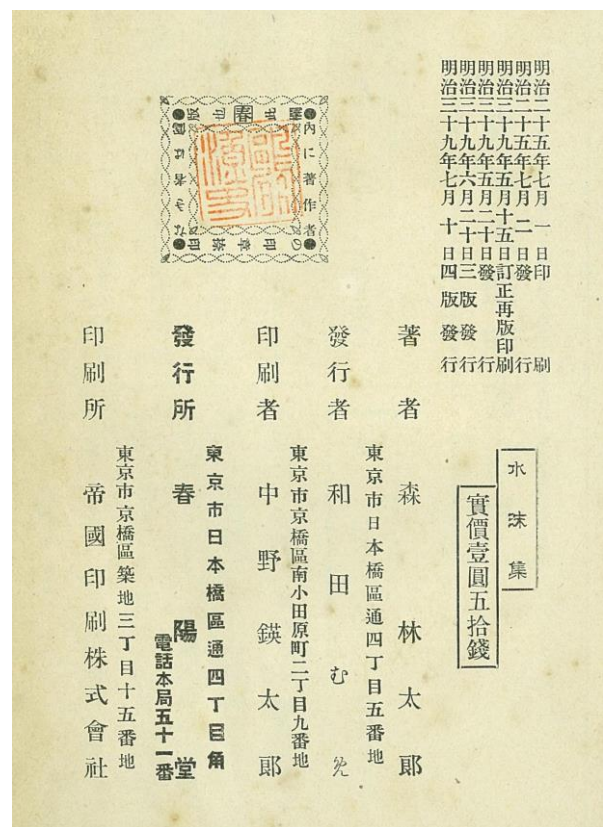 明治二十五年七月一日印刷
明治二十五年七月二日發行
明治三十九年五月十五日訂正再版印刷
明治三十九年五月二十日發行
明治三十九年六月二十日三版發行
明治三十九年七月十日四版發行
水沫集
實價壹圓五拾錢
著者 森林太郎
東京市日本橋區通四丁目五番地
發行者 和田む
東京市京橋區南小田原町二丁目九番地
印刷者 中野鍈太郎
東京市日本橋區通四丁目角
發行所 春陽堂
電話本局五十一番
東京市京橋區築地三丁目十五番地
印刷所 帝國印刷株式會社
內に著作者
の
印
春